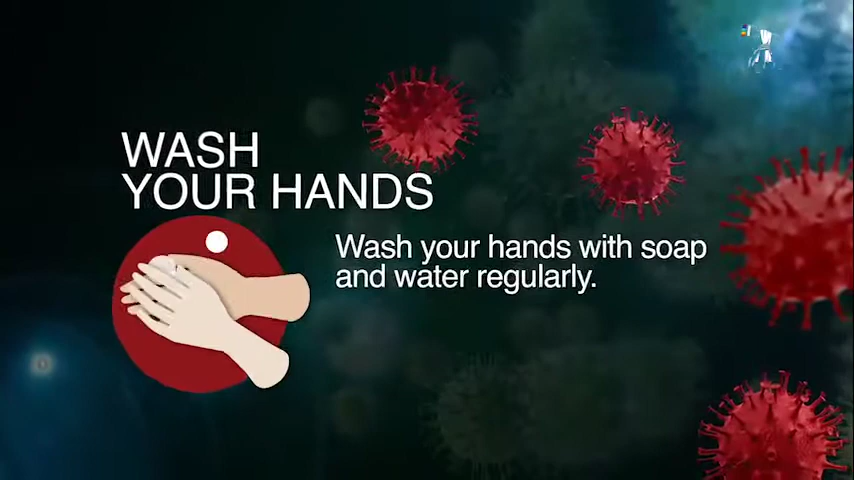 WASH
YOUR HANDS
Wash your hands with soap
and water regularly.